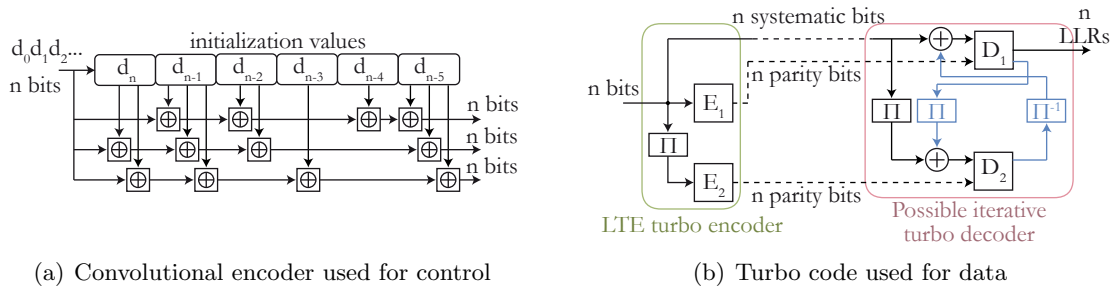 initialization values
d₀d₁d₂...
n bits
dₙ dₙ₋₁ dₙ₋₂ dₙ₋₃ dₙ₋₄ dₙ₋₅
⊕ ⊕ ⊕ ⊕ n bits
⊕ ⊕ ⊕ ⊕ n bits
⊕ ⊕ ⊕ ⊕ n bits
(a) Convolutional encoder used for control
n systematic bits
n
LLRs
D₁
n parity bits
n bits
E₁
Π Π Π⁻¹
Π
D₂
E₂
n parity bits
LTE turbo encoder
Possible iterative
turbo decoder
(b) Turbo code used for data